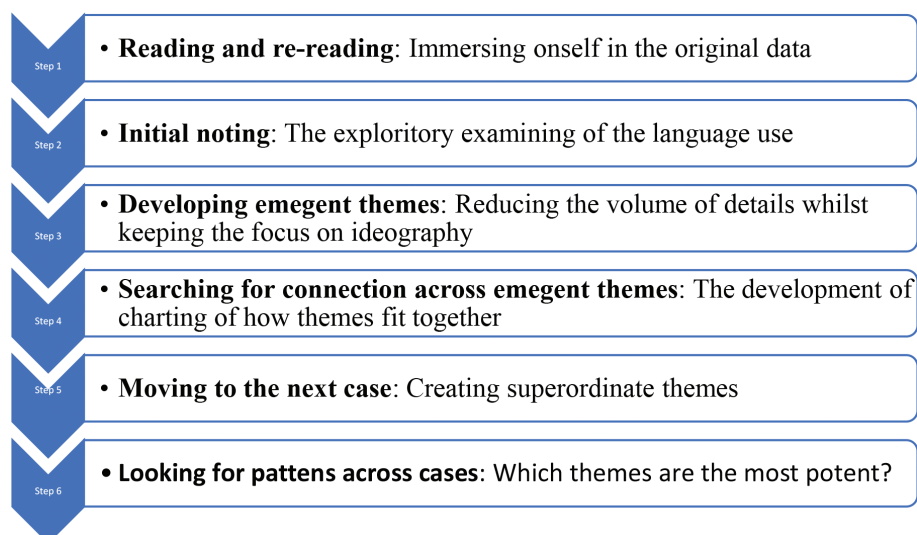 Step 1
• Reading and re-reading: Immersing onself in the original data
Step 2
• Initial noting: The exploritory examining of the language use
Step 3
• Developing emegent themes: Reducing the volume of details whilst
keeping the focus on ideography
Step 4
• Searching for connection across emegent themes: The development of
charting of how themes fit together
Step 5
• Moving to the next case: Creating superordinate themes
Step 6
• Looking for pattens across cases: Which themes are the most potent?